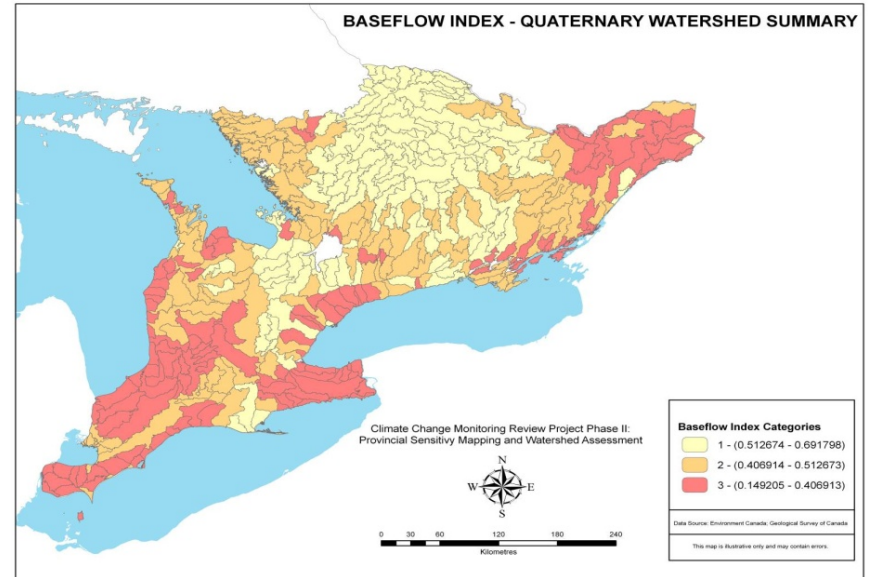 BASEFLOW INDEX - QUATERNARY WATERSHED SUMMARY
Climate Change Monitoring Review Project Phase II:
Provincial Sensitivy Mapping and Watershed Assessment
N
W E
S
0 30 60 120 180 240
Kilometres
Baseflow Index Categories
1 - (0.512674 - 0.691798)
2 - (0.406914 - 0.512673)
3 - (0.149205 - 0.406913)
Data Source: Environment Canada; Geological Survey of Canada
This map is illustrative only and may contain errors.